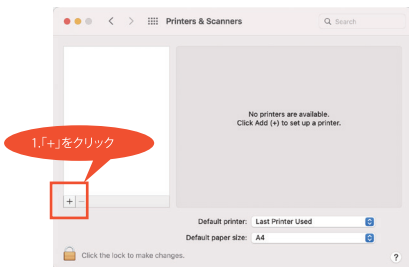 Printers & Scanners
Search
No printers are available.
Click Add (+) to set up a printer.
1.「+」をクリック
+ −
Default printer: Last Printer Used
Default paper size: A4
Click the lock to make changes.
?